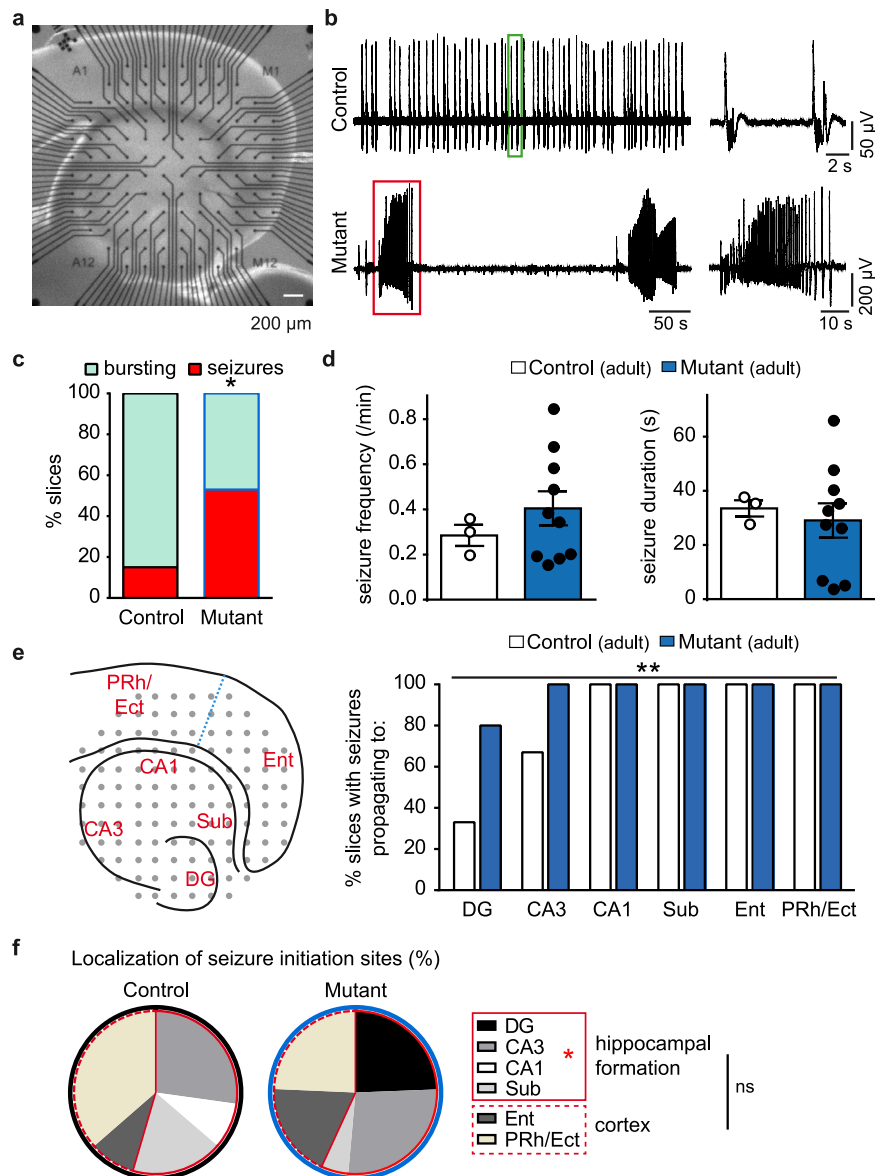 a
A1
M1
A12
M12
200 µm
b
Control
50 µV
2 s
Mutant
200 µV
50 s
10 s
c
bursting seizures
*
% slices
100
80
60
40
20
0
Control Mutant
d
Control (adult) Mutant (adult)
seizure frequency (/min)
0.8
0.6
0.4
0.2
0.0
seizure duration (s)
60
40
20
0
e
PRh/
Ect
CA1
Ent
CA3
Sub
DG
Control (adult) Mutant (adult)
**
% slices with seizures
propagating to:
100
80
60
40
20
0
DG CA3 CA1 Sub Ent PRh/Ect
f
Localization of seizure initiation sites (%)
Control Mutant
DG
CA3
CA1
Sub
*
hippocampal
formation
Ent
PRh/Ect
cortex
ns